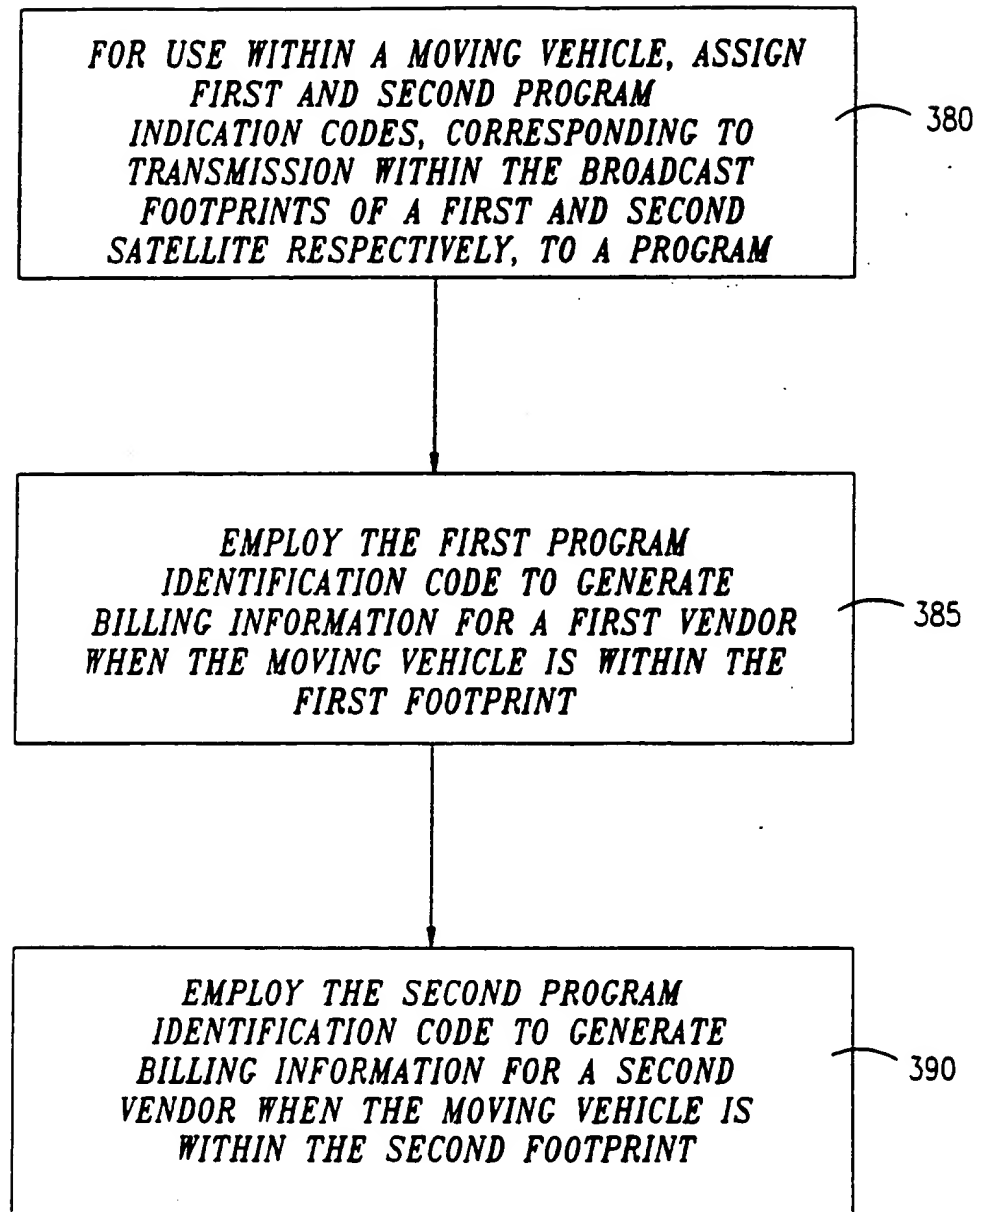 FOR USE WITHIN A MOVING VEHICLE, ASSIGN
FIRST AND SECOND PROGRAM
INDICATION CODES, CORRESPONDING TO
TRANSMISSION WITHIN THE BROADCAST
FOOTPRINTS OF A FIRST AND SECOND
SATELLITE RESPECTIVELY, TO A PROGRAM
380
EMPLOY THE FIRST PROGRAM
IDENTIFICATION CODE TO GENERATE
BILLING INFORMATION FOR A FIRST VENDOR
WHEN THE MOVING VEHICLE IS WITHIN THE
FIRST FOOTPRINT
385
EMPLOY THE SECOND PROGRAM
IDENTIFICATION CODE TO GENERATE
BILLING INFORMATION FOR A SECOND
VENDOR WHEN THE MOVING VEHICLE IS
WITHIN THE SECOND FOOTPRINT
390